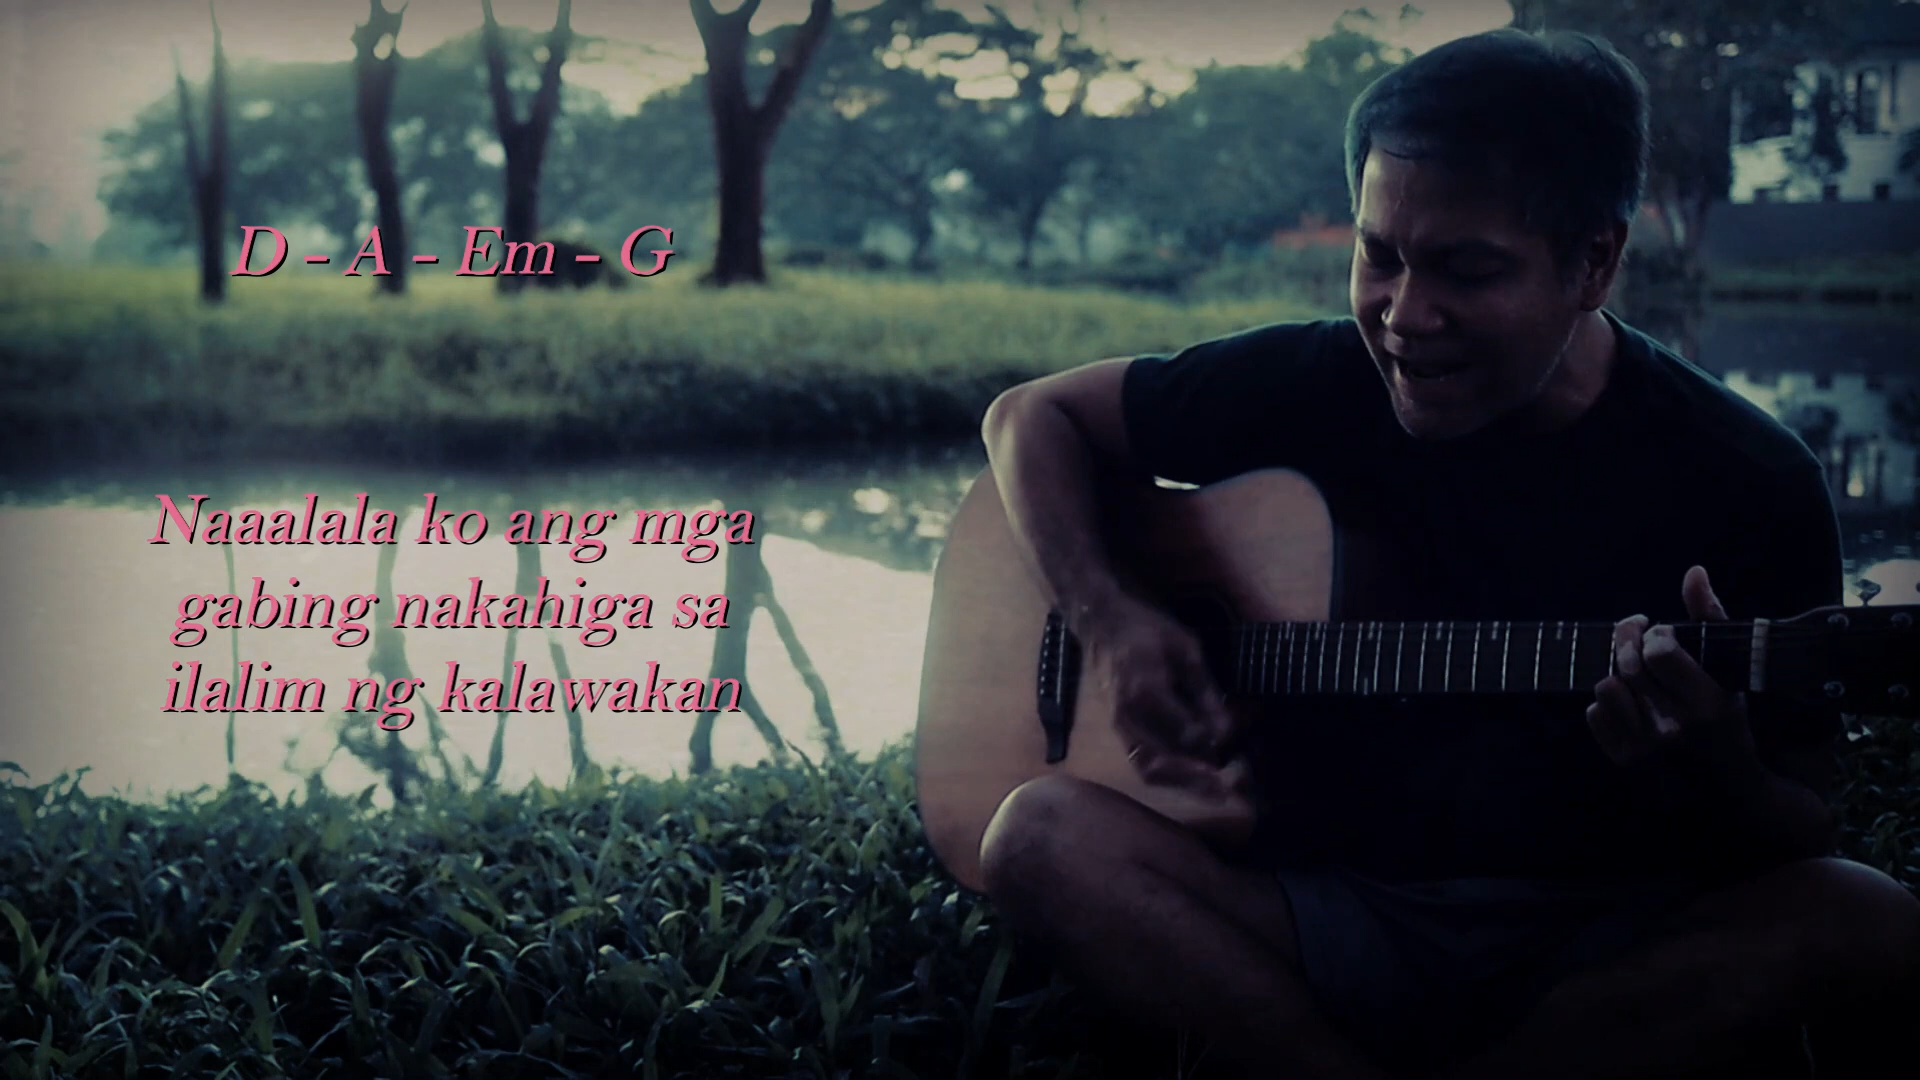 D - A - Em - G
Naaalala ko ang mga
gabing nakahiga sa
ilalim ng kalawakan